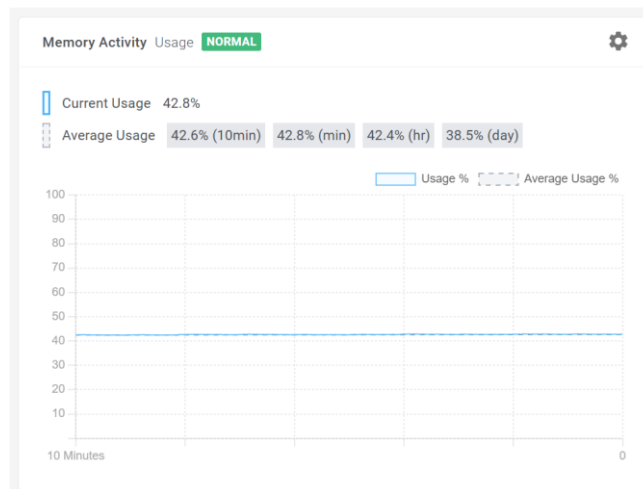 Memory Activity Usage NORMAL
Current Usage 42.8%
Average Usage 42.6% (10min) 42.8% (min) 42.4% (hr) 38.5% (day)
Usage % Average Usage %
100
90
80
70
60
50
40
30
20
10
10 Minutes 0